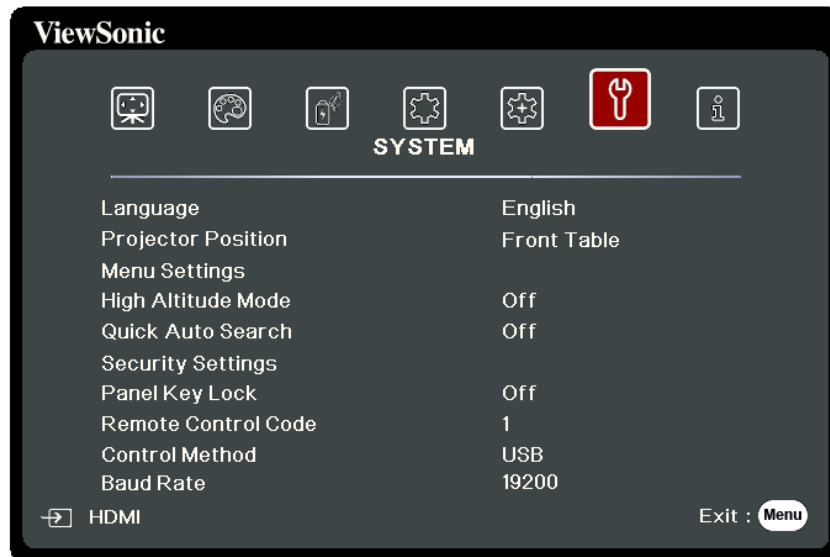 ViewSonic
SYSTEM
Language English
Projector Position Front Table
Menu Settings
High Altitude Mode Off
Quick Auto Search Off
Security Settings
Panel Key Lock Off
Remote Control Code 1
Control Method USB
Baud Rate 19200
HDMI Exit : Menu